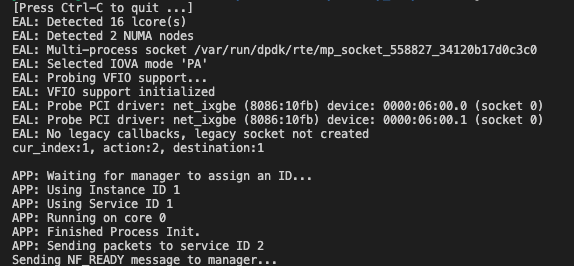 [Press Ctrl-C to quit ...]
EAL: Detected 16 lcore(s)
EAL: Detected 2 NUMA nodes
EAL: Multi-process socket /var/run/dpdk/rte/mp_socket_558827_34120b17d0c3c0
EAL: Selected IOVA mode 'PA'
EAL: Probing VFIO support...
EAL: VFIO support initialized
EAL: Probe PCI driver: net_ixgbe (8086:10fb) device: 0000:06:00.0 (socket 0)
EAL: Probe PCI driver: net_ixgbe (8086:10fb) device: 0000:06:00.1 (socket 0)
EAL: No legacy callbacks, legacy socket not created
cur_index:1, action:2, destination:1
APP: Waiting for manager to assign an ID...
APP: Using Instance ID 1
APP: Using Service ID 1
APP: Running on core 0
APP: Finished Process Init.
APP: Sending packets to service ID 2
Sending NF_READY message to manager...